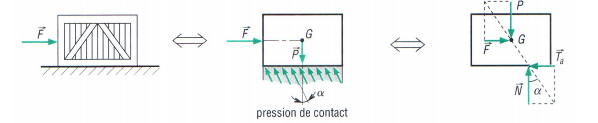 F⃗
F⃗
G
P⃗
α
pression de contact
P⃗
F⃗
G
T⃗a
N⃗
α